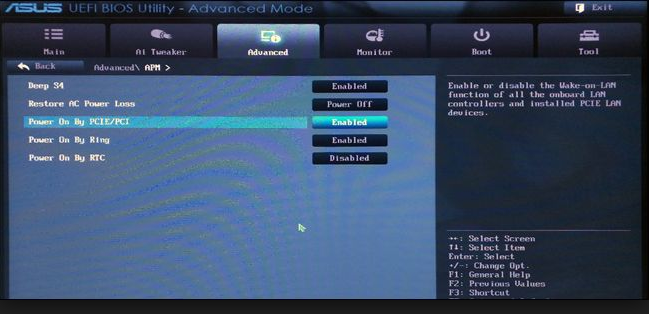 ASUS UEFI BIOS Utility - Advanced Mode
Exit
Main
Ai Tweaker
Advanced
Monitor
Boot
Tool
Back
Advanced\ APM >
Deep S4
Enabled
Restore AC Power Loss
Power Off
Power On By PCIE/PCI
Enabled
Power On By Ring
Enabled
Power On By RTC
Disabled
Enable or disable the Wake-on-LAN
function of all the onboard LAN
controllers and installed PCIE LAN
devices.
→←: Select Screen
↑↓: Select Item
Enter: Select
+/-: Change Opt.
F1: General Help
F2: Previous Values
F3: Shortcut